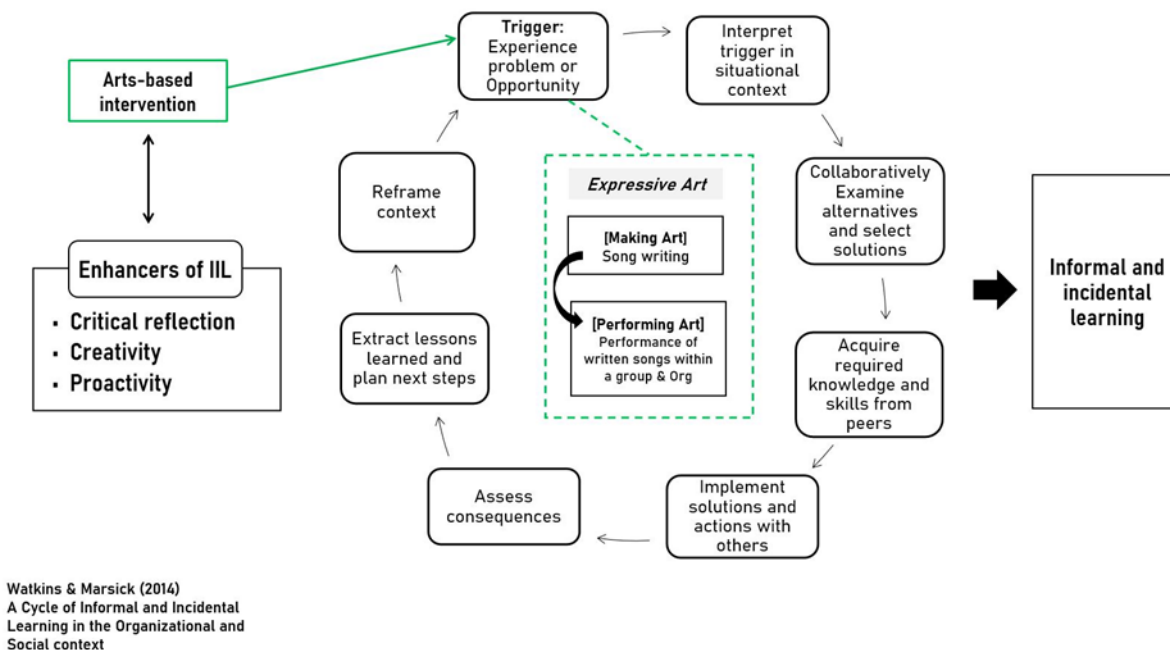 Trigger:
Experience
problem or
Opportunity
Interpret
trigger in
situational
context
Arts-based
intervention
Collaboratively
Examine
alternatives
and select
solutions
Expressive Art
Reframe
context
[Making Art]
Song writing
Enhancers of IIL
▪ Critical reflection
▪ Creativity
▪ Proactivity
Informal and
incidental
learning
[Performing Art]
Performance of
written songs within
a group & Org
Extract lessons
learned and
plan next steps
Acquire
required
knowledge and
skills from
peers
Assess
consequences
Implement
solutions and
actions with
others
Watkins & Marsick (2014)
A Cycle of Informal and Incidental
Learning in the Organizational and
Social context